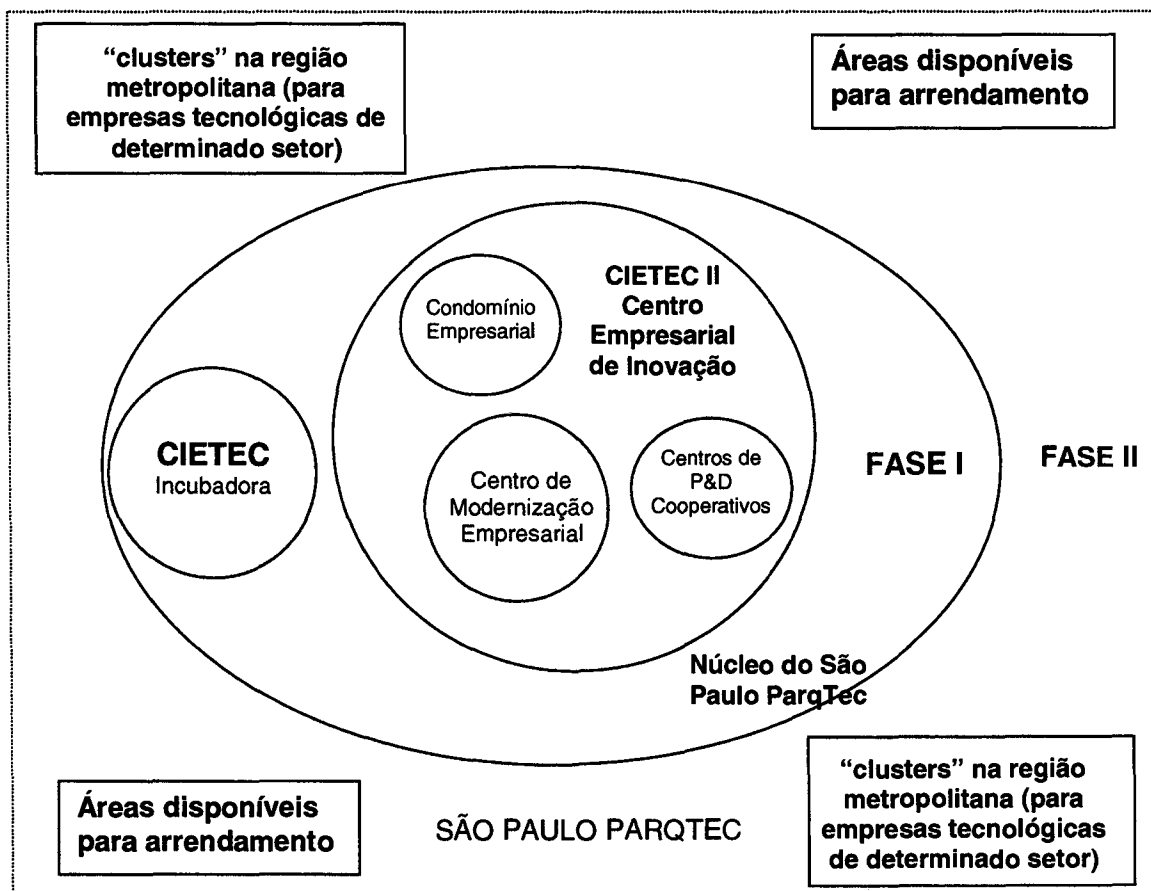 “clusters” na região
metropolitana (para
empresas tecnológicas de
determinado setor)
Áreas disponíveis
para arrendamento
Condomínio
Empresarial
CIETEC II
Centro
Empresarial
de Inovação
CIETEC
Incubadora
Centro de
Modernização
Empresarial
Centros de
P&D
Cooperativos
FASE I
FASE II
Núcleo do São
Paulo ParqTec
Áreas disponíveis
para arrendamento
SÃO PAULO PARQTEC
“clusters” na região
metropolitana (para
empresas tecnológicas
de determinado setor)